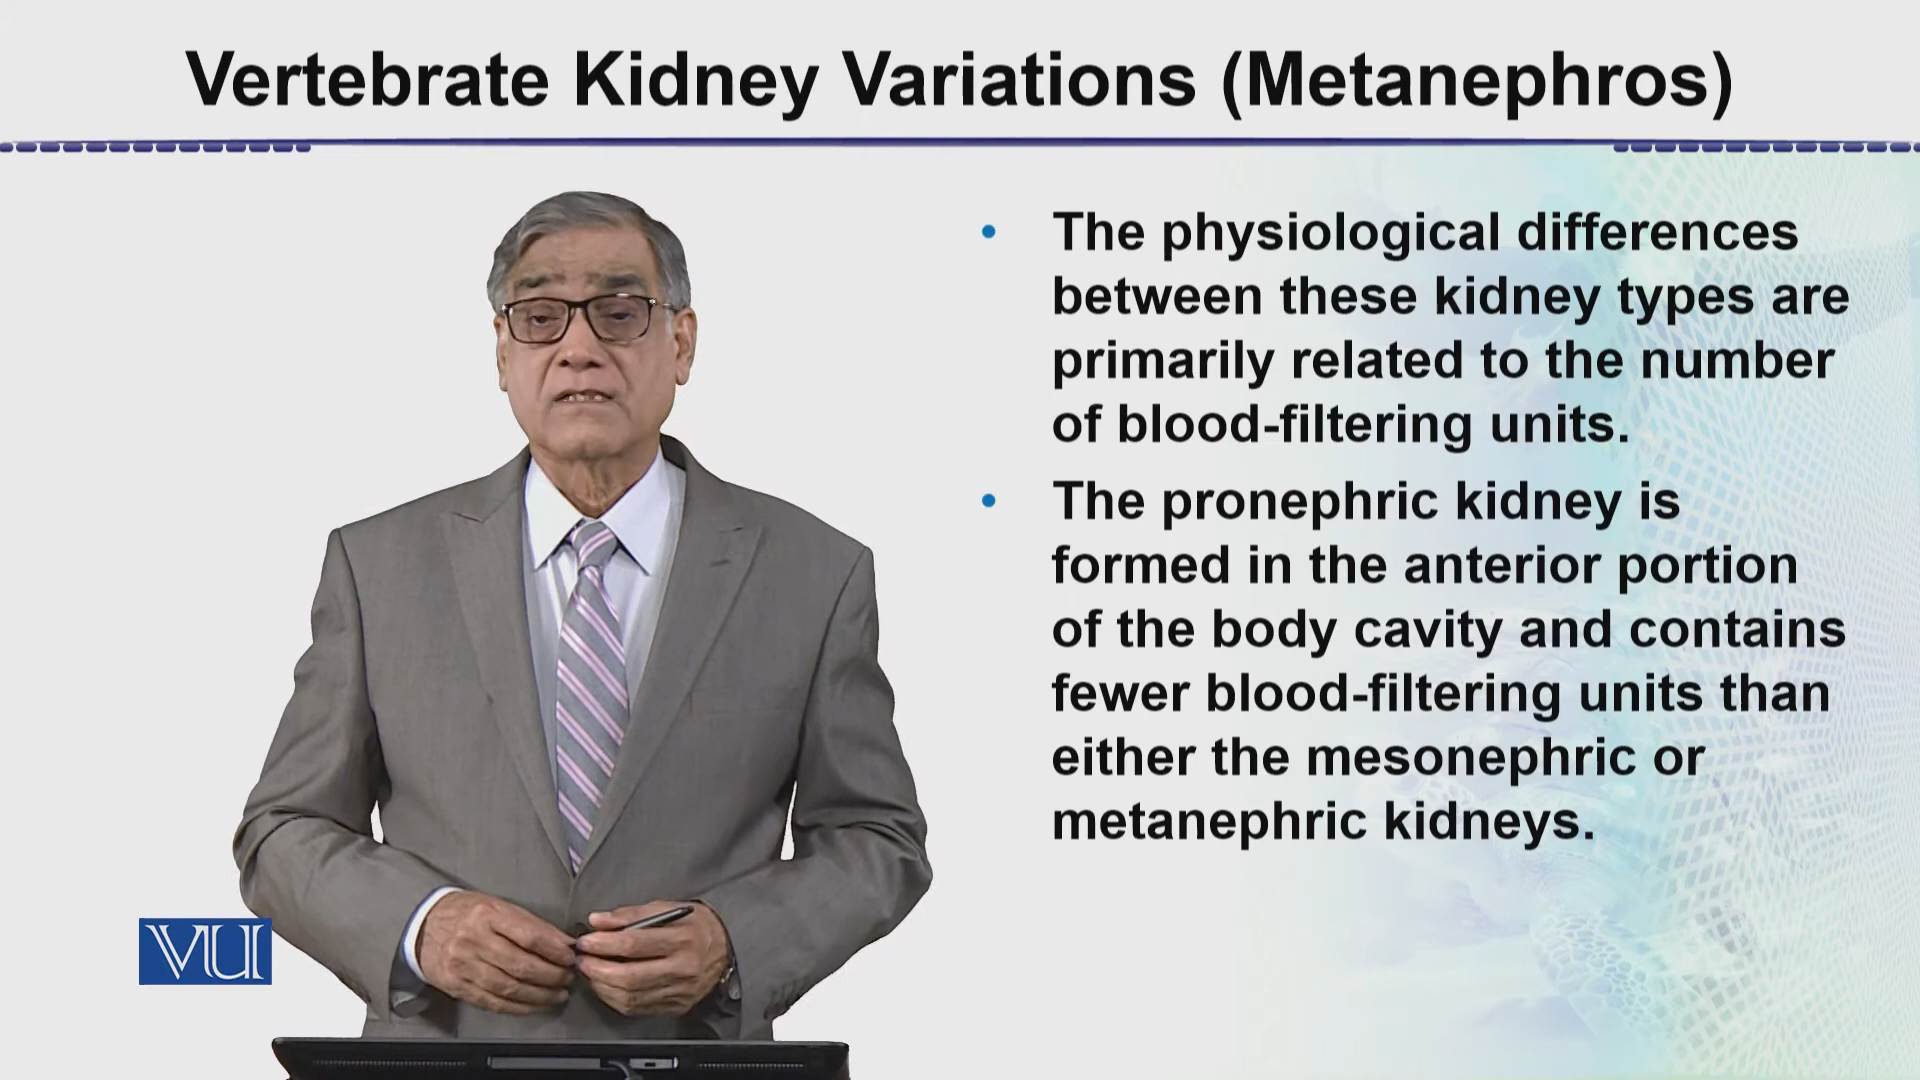 Vertebrate Kidney Variations (Metanephros)
• The physiological differences
between these kidney types are
primarily related to the number
of blood-filtering units.
• The pronephric kidney is
formed in the anterior portion
of the body cavity and contains
fewer blood-filtering units than
either the mesonephric or
metanephric kidneys.
VU